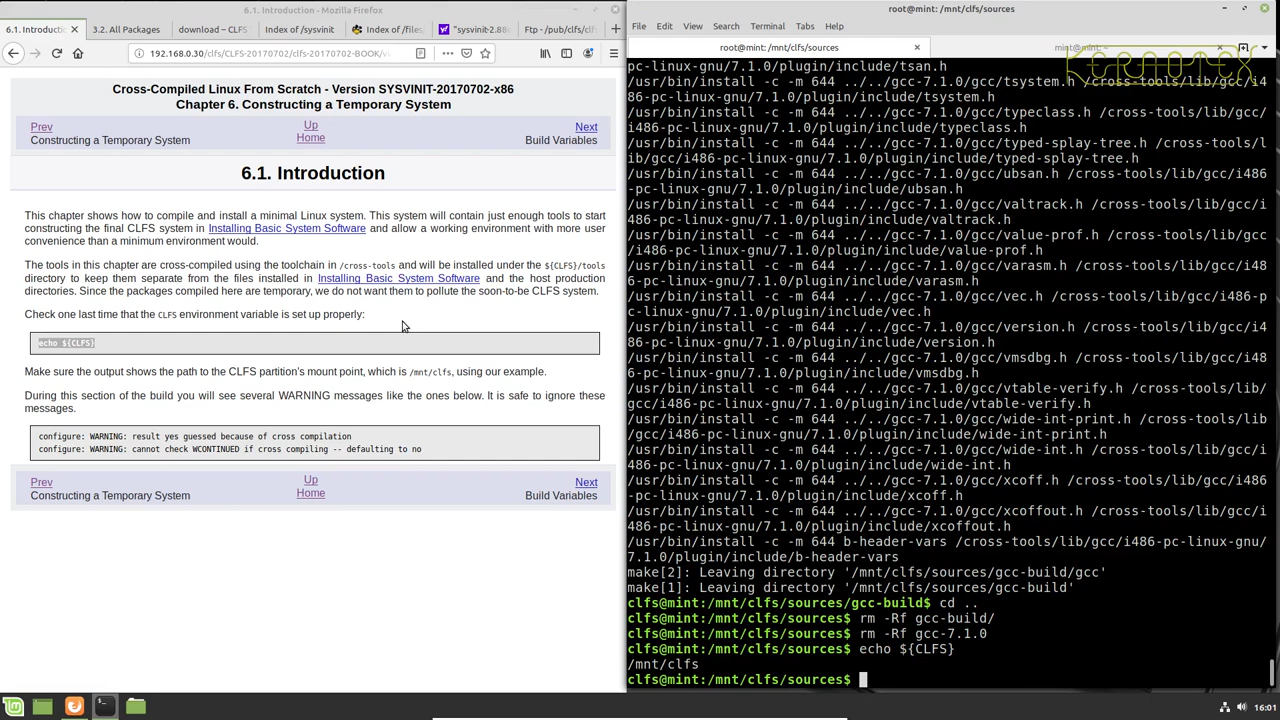 6.1. Introduction - Mozilla Firefox
6.1. Introductic
3.2. All Packages
download – CLFS
Index of /sysvinit
Index of /files
"sysvinit-2.88
Ftp - /pub/clfs/clfs
192.168.0.30/clfs/CLFS-20170702/clfs-20170702-BOOK/
Cross-Compiled Linux From Scratch - Version SYSVINIT-20170702-x86
Chapter 6. Constructing a Temporary System
Prev
Up
Next
Constructing a Temporary System
Home
Build Variables
6.1. Introduction
This chapter shows how to compile and install a minimal Linux system. This system will contain just enough tools to start
constructing the final CLFS system in Installing Basic System Software and allow a working environment with more user
convenience than a minimum environment would.
The tools in this chapter are cross-compiled using the toolchain in /cross-tools and will be installed under the ${CLFS}/tools
directory to keep them separate from the files installed in Installing Basic System Software and the host production
directories. Since the packages compiled here are temporary, we do not want them to pollute the soon-to-be CLFS system.
Check one last time that the CLFS environment variable is set up properly:
echo ${CLFS}
Make sure the output shows the path to the CLFS partition's mount point, which is /mnt/clfs, using our example.
During this section of the build you will see several WARNING messages like the ones below. It is safe to ignore these
messages.
configure: WARNING: result yes guessed because of cross compilation
configure: WARNING: cannot check WCONTINUED if cross compiling -- defaulting to no
Prev
Up
Next
Constructing a Temporary System
Home
Build Variables
root@mint: /mnt/clfs/sources
File Edit View Search Terminal Tabs Help
root@mint: /mnt/clfs/sources
root@mint: ~
KERNOTEX
pc-linux-gnu/7.1.0/plugin/include/tsan.h
/usr/bin/install -c -m 644 ../../gcc-7.1.0/gcc/tsystem.h /cross-tools/lib/gcc/i4
86-pc-linux-gnu/7.1.0/plugin/include/tsystem.h
/usr/bin/install -c -m 644 ../../gcc-7.1.0/gcc/typeclass.h /cross-tools/lib/gcc/
i486-pc-linux-gnu/7.1.0/plugin/include/typeclass.h
/usr/bin/install -c -m 644 ../../gcc-7.1.0/gcc/typed-splay-tree.h /cross-tools/l
ib/gcc/i486-pc-linux-gnu/7.1.0/plugin/include/typed-splay-tree.h
/usr/bin/install -c -m 644 ../../gcc-7.1.0/gcc/ubsan.h /cross-tools/lib/gcc/i486
-pc-linux-gnu/7.1.0/plugin/include/ubsan.h
/usr/bin/install -c -m 644 ../../gcc-7.1.0/gcc/valtrack.h /cross-tools/lib/gcc/i
486-pc-linux-gnu/7.1.0/plugin/include/valtrack.h
/usr/bin/install -c -m 644 ../../gcc-7.1.0/gcc/value-prof.h /cross-tools/lib/gcc
/i486-pc-linux-gnu/7.1.0/plugin/include/value-prof.h
/usr/bin/install -c -m 644 ../../gcc-7.1.0/gcc/varasm.h /cross-tools/lib/gcc/i48
6-pc-linux-gnu/7.1.0/plugin/include/varasm.h
/usr/bin/install -c -m 644 ../../gcc-7.1.0/gcc/vec.h /cross-tools/lib/gcc/i486-p
c-linux-gnu/7.1.0/plugin/include/vec.h
/usr/bin/install -c -m 644 ../../gcc-7.1.0/gcc/version.h /cross-tools/lib/gcc/i4
86-pc-linux-gnu/7.1.0/plugin/include/version.h
/usr/bin/install -c -m 644 ../../gcc-7.1.0/gcc/vmsdbg.h /cross-tools/lib/gcc/i48
6-pc-linux-gnu/7.1.0/plugin/include/vmsdbg.h
/usr/bin/install -c -m 644 ../../gcc-7.1.0/gcc/vtable-verify.h /cross-tools/lib/
gcc/i486-pc-linux-gnu/7.1.0/plugin/include/vtable-verify.h
/usr/bin/install -c -m 644 ../../gcc-7.1.0/gcc/wide-int-print.h /cross-tools/lib
/gcc/i486-pc-linux-gnu/7.1.0/plugin/include/wide-int-print.h
/usr/bin/install -c -m 644 ../../gcc-7.1.0/gcc/wide-int.h /cross-tools/lib/gcc/i
486-pc-linux-gnu/7.1.0/plugin/include/wide-int.h
/usr/bin/install -c -m 644 ../../gcc-7.1.0/gcc/xcoff.h /cross-tools/lib/gcc/i486
-pc-linux-gnu/7.1.0/plugin/include/xcoff.h
/usr/bin/install -c -m 644 ../../gcc-7.1.0/gcc/xcoffout.h /cross-tools/lib/gcc/i
486-pc-linux-gnu/7.1.0/plugin/include/xcoffout.h
/usr/bin/install -c -m 644 b-header-vars /cross-tools/lib/gcc/i486-pc-linux-gnu/
7.1.0/plugin/include/b-header-vars
make[2]: Leaving directory '/mnt/clfs/sources/gcc-build/gcc'
make[1]: Leaving directory '/mnt/clfs/sources/gcc-build'
clfs@mint:/mnt/clfs/sources/gcc-build$ cd ..
clfs@mint:/mnt/clfs/sources$ rm -Rf gcc-build/
clfs@mint:/mnt/clfs/sources$ rm -Rf gcc-7.1.0
clfs@mint:/mnt/clfs/sources$ echo ${CLFS}
/mnt/clfs
clfs@mint:/mnt/clfs/sources$
16:01